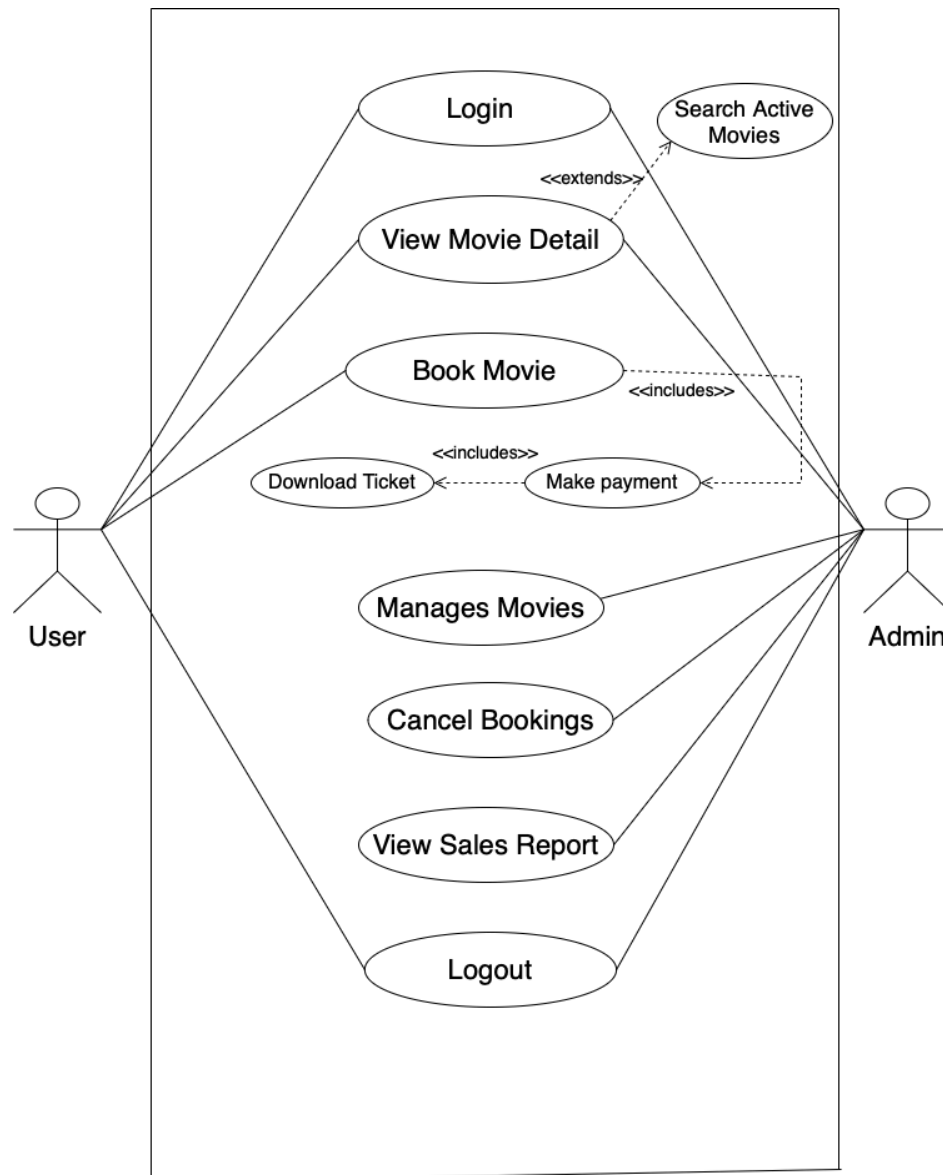 Login
Search Active
Movies
<<extends>>
View Movie Detail
Book Movie
<<includes>>
<<includes>>
Download Ticket
Make payment
Manages Movies
User
Admin
Cancel Bookings
View Sales Report
Logout